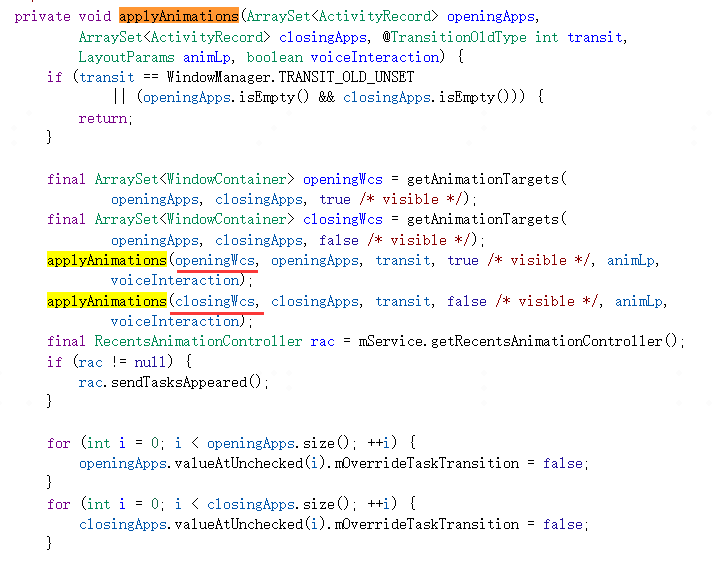 private void applyAnimations(ArraySet<ActivityRecord> openingApps,
        ArraySet<ActivityRecord> closingApps, @TransitionOldType int transit,
        LayoutParams animLp, boolean voiceInteraction) {
    if (transit == WindowManager.TRANSIT_OLD_UNSET
            || (openingApps.isEmpty() && closingApps.isEmpty())) {
        return;
    }

    final ArraySet<WindowContainer> openingWcs = getAnimationTargets(
            openingApps, closingApps, true /* visible */);
    final ArraySet<WindowContainer> closingWcs = getAnimationTargets(
            openingApps, closingApps, false /* visible */);
    applyAnimations(openingWcs, openingApps, transit, true /* visible */, animLp,
            voiceInteraction);
    applyAnimations(closingWcs, closingApps, transit, false /* visible */, animLp,
            voiceInteraction);
    final RecentsAnimationController rac = mService.getRecentsAnimationController();
    if (rac != null) {
        rac.sendTasksAppeared();
    }

    for (int i = 0; i < openingApps.size(); ++i) {
        openingApps.valueAtUnchecked(i).mOverrideTaskTransition = false;
    }
    for (int i = 0; i < closingApps.size(); ++i) {
        closingApps.valueAtUnchecked(i).mOverrideTaskTransition = false;
    }